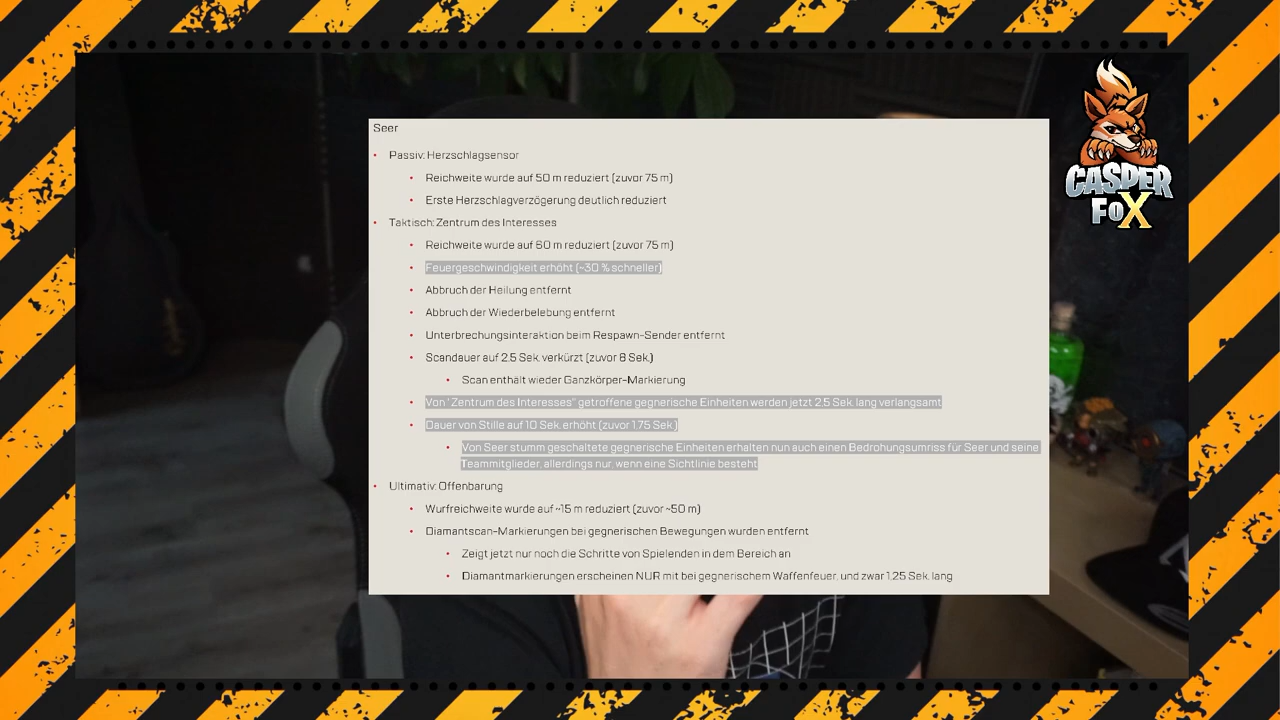 Seer
• Passiv: Herzschlagsensor
• Reichweite wurde auf 50 m reduziert (zuvor 75 m)
• Erste Herzschlagverzögerung deutlich reduziert
• Taktisch: Zentrum des Interesses
• Reichweite wurde auf 60 m reduziert (zuvor 75 m)
• Feuergeschwindigkeit erhöht (~30 % schneller)
• Abbruch der Heilung entfernt
• Abbruch der Wiederbelebung entfernt
• Unterbrechungsinteraktion beim Respawn-Sender entfernt
• Scandauer auf 2,5 Sek. verkürzt (zuvor 8 Sek.)
• Scan enthält wieder Ganzkörper-Markierung
• Von "Zentrum des Interesses" getroffene gegnerische Einheiten werden jetzt 2,5 Sek. lang verlangsamt
• Dauer von Stille auf 10 Sek. erhöht (zuvor 1,75 Sek.)
• Von Seer stumm geschaltete gegnerische Einheiten erhalten nun auch einen Bedrohungsumriss für Seer und seine
Teammitglieder, allerdings nur, wenn eine Sichtlinie besteht
• Ultimativ: Offenbarung
• Wurfreichweite wurde auf ~15 m reduziert (zuvor ~50 m)
• Diamantscan-Markierungen bei gegnerischen Bewegungen wurden entfernt
• Zeigt jetzt nur noch die Schritte von Spielenden in dem Bereich an
• Diamantmarkierungen erscheinen NUR mit bei gegnerischem Waffenfeuer, und zwar 1,25 Sek. lang
CASPER
FoX